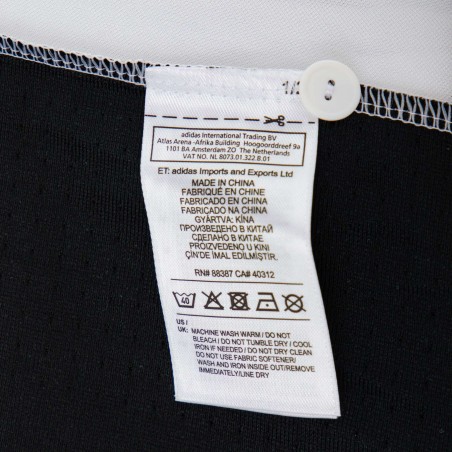 1/2
adidas International Trading BV
Atlas Arena -Afrika Building Hoogoorddreef 9a
1101 BA Amsterdam ZO The Netherlands
VAT NO. NL 8073.01.322.B.01
ET: adidas Imports and Exports Ltd
MADE IN CHINA
FABRIQUÉ EN CHINE
FABRICADO EN CHINA
FABRICADO NA CHINA
GYÁRTVA: KÍNA
ПРОИЗВЕДЕНО В КИТАЙ
СДЕЛАНО В КИТАЕ
PROIZVEDENO U KINI
ÇİN'DE İMAL EDİLMİŞTİR.
RN# 88387 CA# 40312
40
US /
UK: MACHINE WASH WARM / DO NOT
BLEACH / DO NOT TUMBLE DRY / COOL
IRON IF NEEDED / DO NOT DRY CLEAN
DO NOT USE FABRIC SOFTENER/
WASH AND IRON INSIDE OUT/REMOVE
IMMEDIATELY/LINE DRY